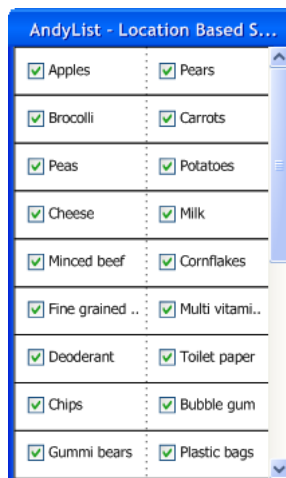 AndyList - Location Based S...
Apples Pears
Brocolli Carrots
Peas Potatoes
Cheese Milk
Minced beef Cornflakes
Fine grained .. Multi vitami..
Deoderant Toilet paper
Chips Bubble gum
Gummi bears Plastic bags